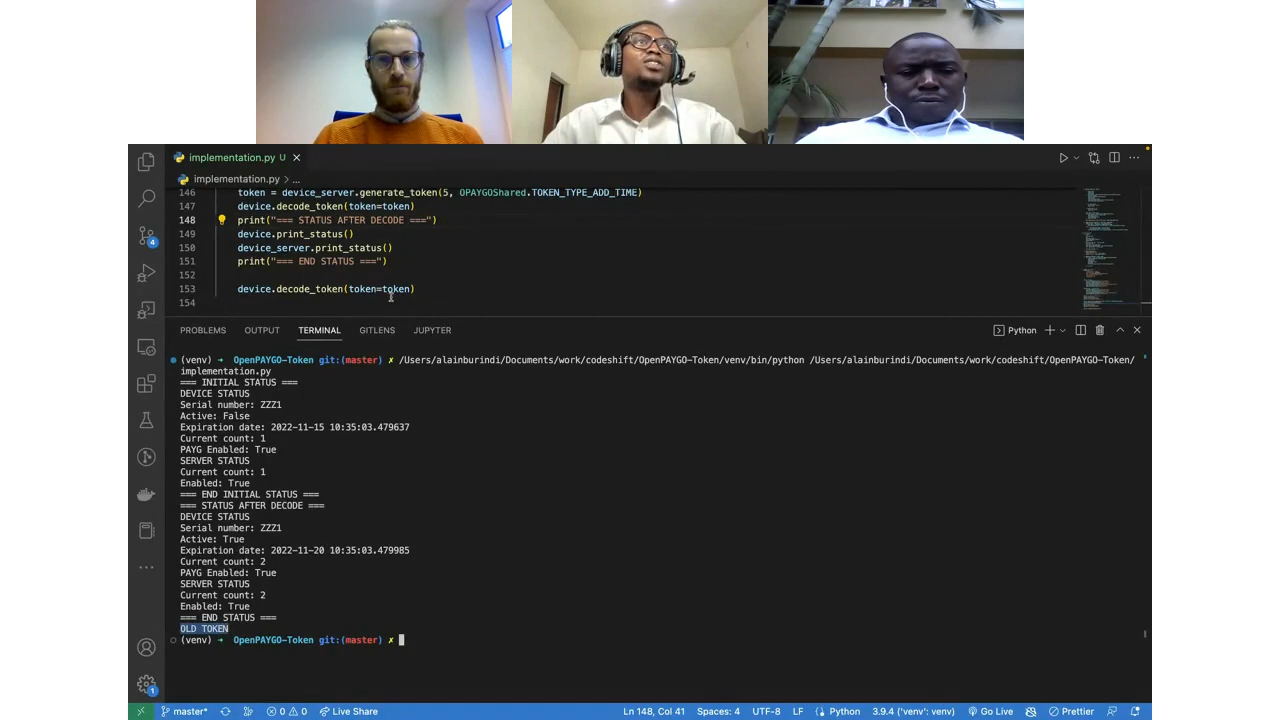 implementation.py U
implementation.py > ...
146 token = device_server.generate_token(5, OPAYGOShared.TOKEN_TYPE_ADD_TIME)
147 device.decode_token(token=token)
148 print("=== STATUS AFTER DECODE ===")
149 device.print_status()
150 device_server.print_status()
151 print("=== END STATUS ===")
152
153 device.decode_token(token=token)
154
4
PROBLEMS OUTPUT TERMINAL GITLENS JUPYTER Python
(venv) → OpenPAYGO-Token git:(master) ✗ /Users/alainburindi/Documents/work/codeshift/OpenPAYGO-Token/venv/bin/python /Users/alainburindi/Documents/work/codeshift/OpenPAYGO-Token/
implementation.py
=== INITIAL STATUS ===
DEVICE STATUS
Serial number: ZZZ1
Active: False
Expiration date: 2022-11-15 10:35:03.479637
Current count: 1
PAYG Enabled: True
SERVER STATUS
Current count: 1
Enabled: True
=== END INITIAL STATUS ===
=== STATUS AFTER DECODE ===
DEVICE STATUS
Serial number: ZZZ1
Active: True
Expiration date: 2022-11-20 10:35:03.479985
Current count: 2
PAYG Enabled: True
SERVER STATUS
Current count: 2
Enabled: True
=== END STATUS ===
OLD TOKEN
(venv) → OpenPAYGO-Token git:(master) ✗
1
master* 0 0 Live Share Ln 148, Col 41 Spaces: 4 UTF-8 LF Python 3.9.4 ('venv': venv) Go Live Prettier